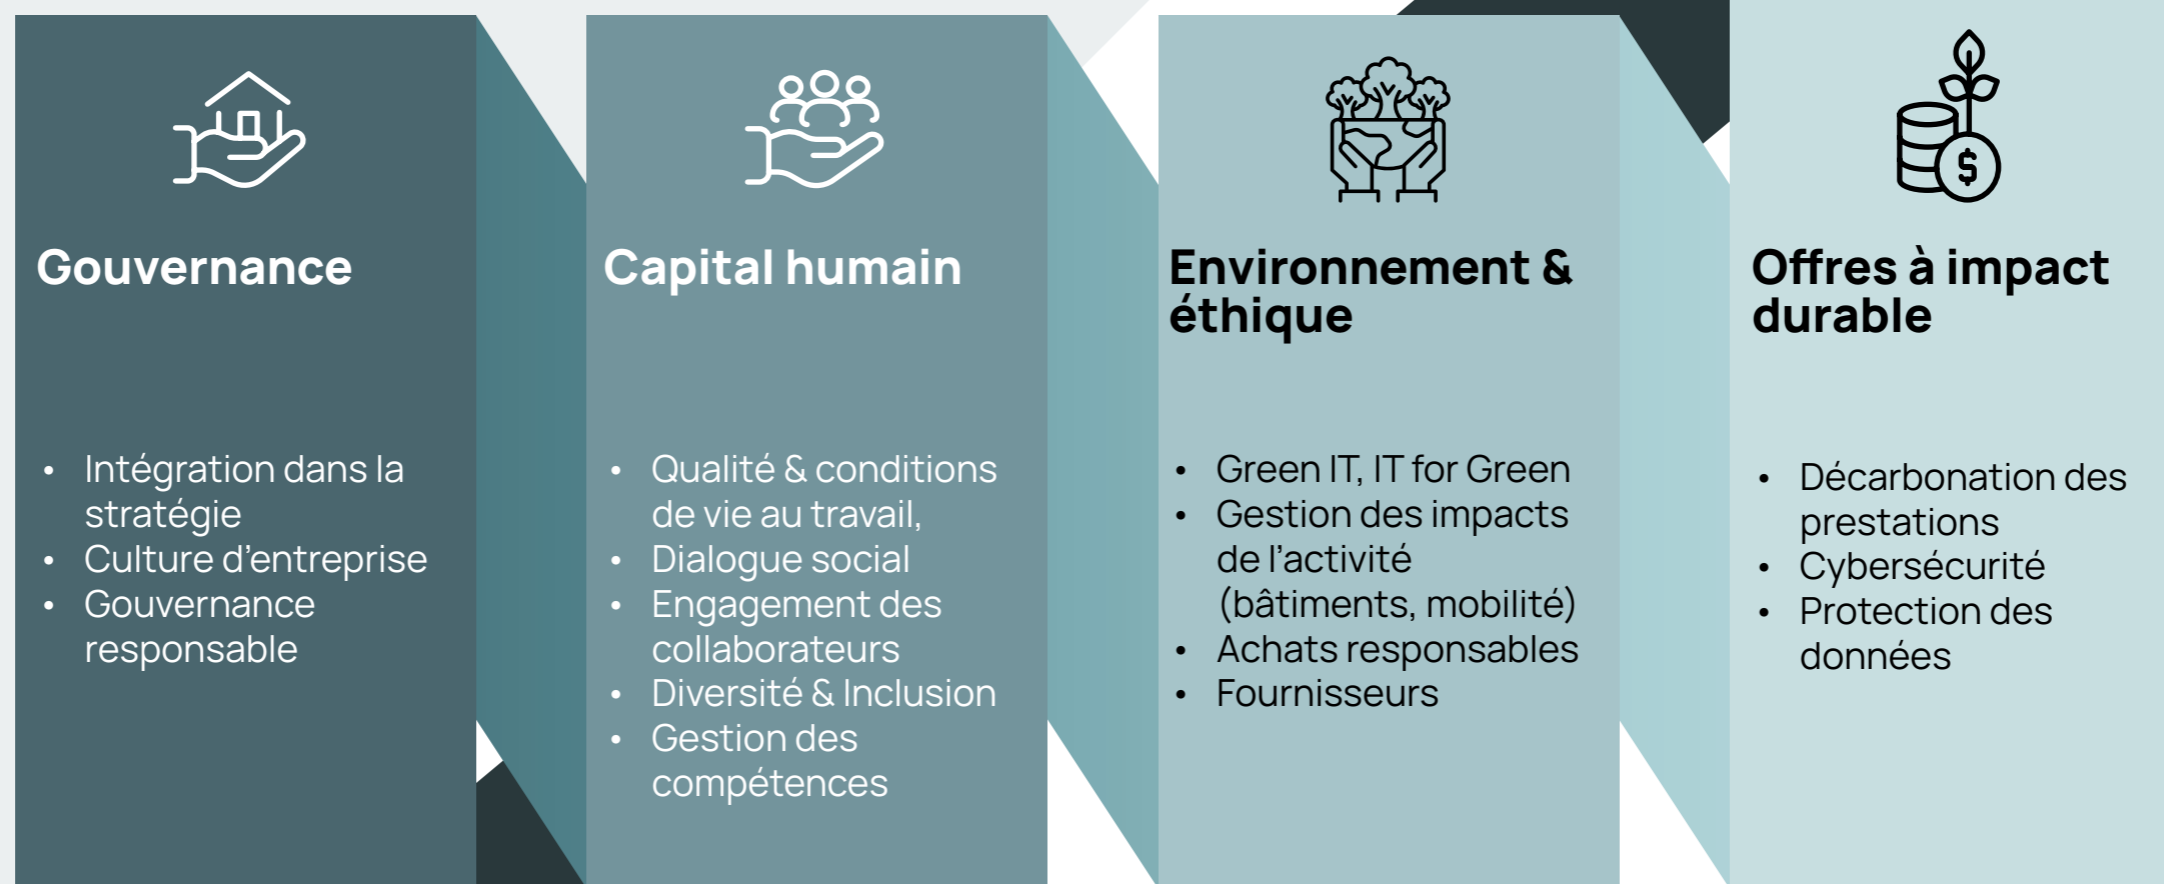 Gouvernance
• Intégration dans la
stratégie
• Culture d’entreprise
• Gouvernance
responsable
Capital humain
• Qualité & conditions
de vie au travail,
• Dialogue social
• Engagement des
collaborateurs
• Diversité & Inclusion
• Gestion des
compétences
Environnement &
éthique
• Green IT, IT for Green
• Gestion des impacts
de l’activité
(bâtiments, mobilité)
• Achats responsables
• Fournisseurs
$
Offres à impact
durable
• Décarbonation des
prestations
• Cybersécurité
• Protection des
données